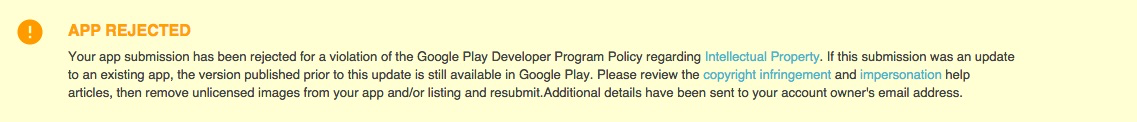 APP REJECTED
Your app submission has been rejected for a violation of the Google Play Developer Program Policy regarding Intellectual Property. If this submission was an update
to an existing app, the version published prior to this update is still available in Google Play. Please review the copyright infringement and impersonation help
articles, then remove unlicensed images from your app and/or listing and resubmit.Additional details have been sent to your account owner's email address.